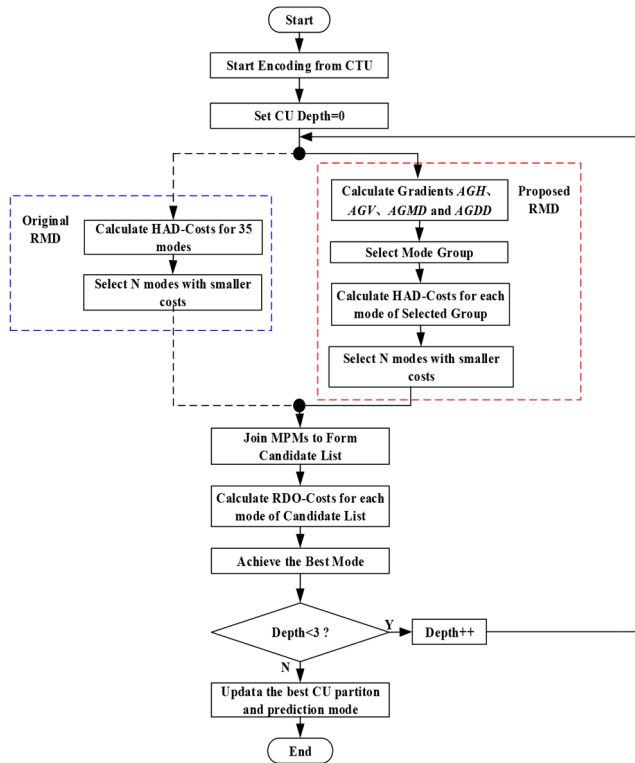 Start
Start Encoding from CTU
Set CU Depth=0
Original
RMD
Calculate HAD-Costs for 35
modes
Select N modes with smaller
costs
Proposed
RMD
Calculate Gradients AGH、
AGV、AGMD and AGDD
Select Mode Group
Calculate HAD-Costs for each
mode of Selected Group
Select N modes with smaller
costs
Join MPMs to Form
Candidate List
Calculate RDO-Costs for each
mode of Candidate List
Achieve the Best Mode
Depth<3 ?
Y
Depth++
N
Updata the best CU partiton
and prediction mode
End